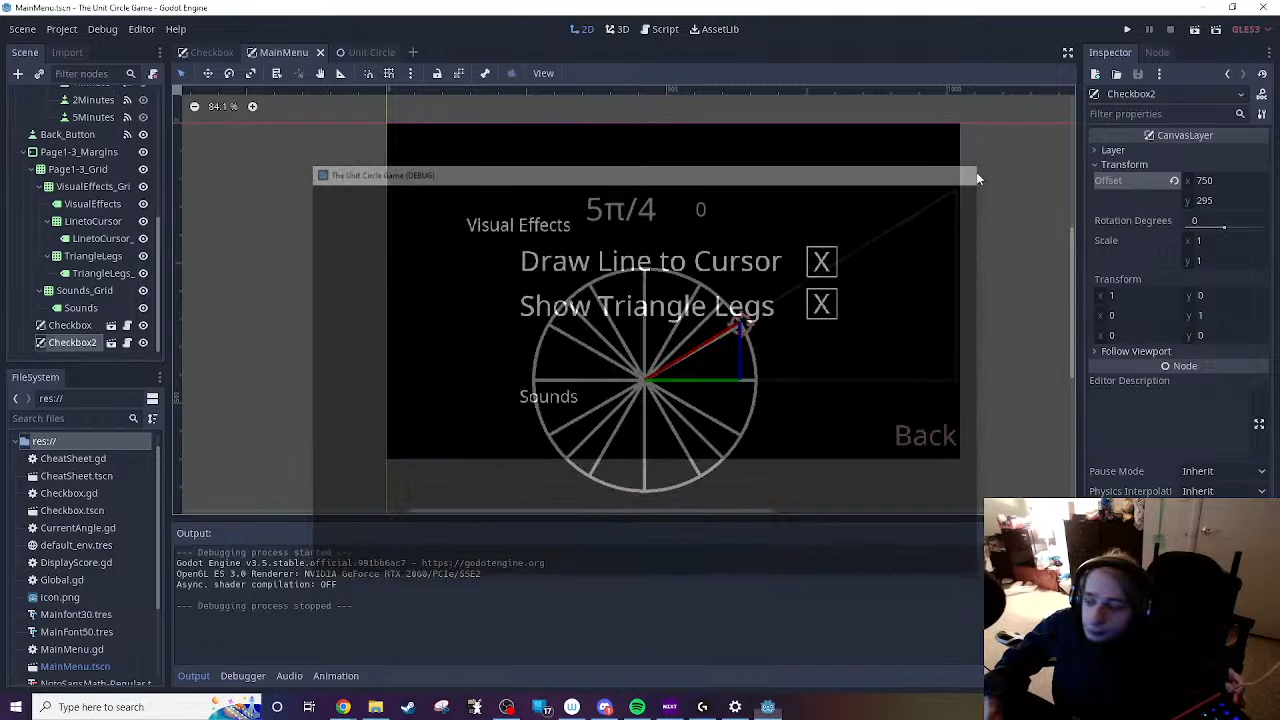 MainMenu.tscn - The Unit Circle Game - Godot Engine
Scene Project Debug Editor Help
2D 3D Script AssetLib
GLES3
Scene Import
Checkbox MainMenu Unit Circle
Inspector Node
Filter nodes
View
Checkbox2
Filter properties
84.1 %
500
1000
2Minutes
5Minutes
Back_Button
Page1-3_Margins
Page1-3_Grid
VisualEffects_Gri
VisualEffects
LinetoCursor
LinetoCursor_
TriangleLegs
TriangleLegs_
Sounds_Grid
Sounds
Checkbox
Checkbox2
The Unit Circle Game (DEBUG)
5π/4 0
Visual Effects
Draw Line to Cursor X
Show Triangle Legs X
Sounds
Back
CanvasLayer
Layer
Transform
Offset x 750
y 295
Rotation Degrees 0
Scale x 1
y 1
Transform
x 1 y 0
x 0 y 1
x 0 y 0
Follow Viewport
Node
Editor Description
Pause Mode Inherit
Physics Interpolati Inherit
FileSystem
res://
Search files
res://
CheatSheet.gd
CheatSheet.tscn
Checkbox.gd
Checkbox.tscn
CurrentAngle.gd
default_env.tres
DisplayScore.gd
Global.gd
icon.png
Mainfont30.tres
MainFont50.tres
MainMenu.gd
MainMenu.tscn
NotoSansMath-Regular.t
Output:
--- Debugging process started ---
Godot Engine v3.5.stable.official.991bb6ac7 - https://godotengine.org
OpenGL ES 3.0 Renderer: NVIDIA GeForce RTX 2060/PCIe/SSE2
Async. shader compilation: OFF
--- Debugging process stopped ---
Output Debugger Audio Animation
Type here to search